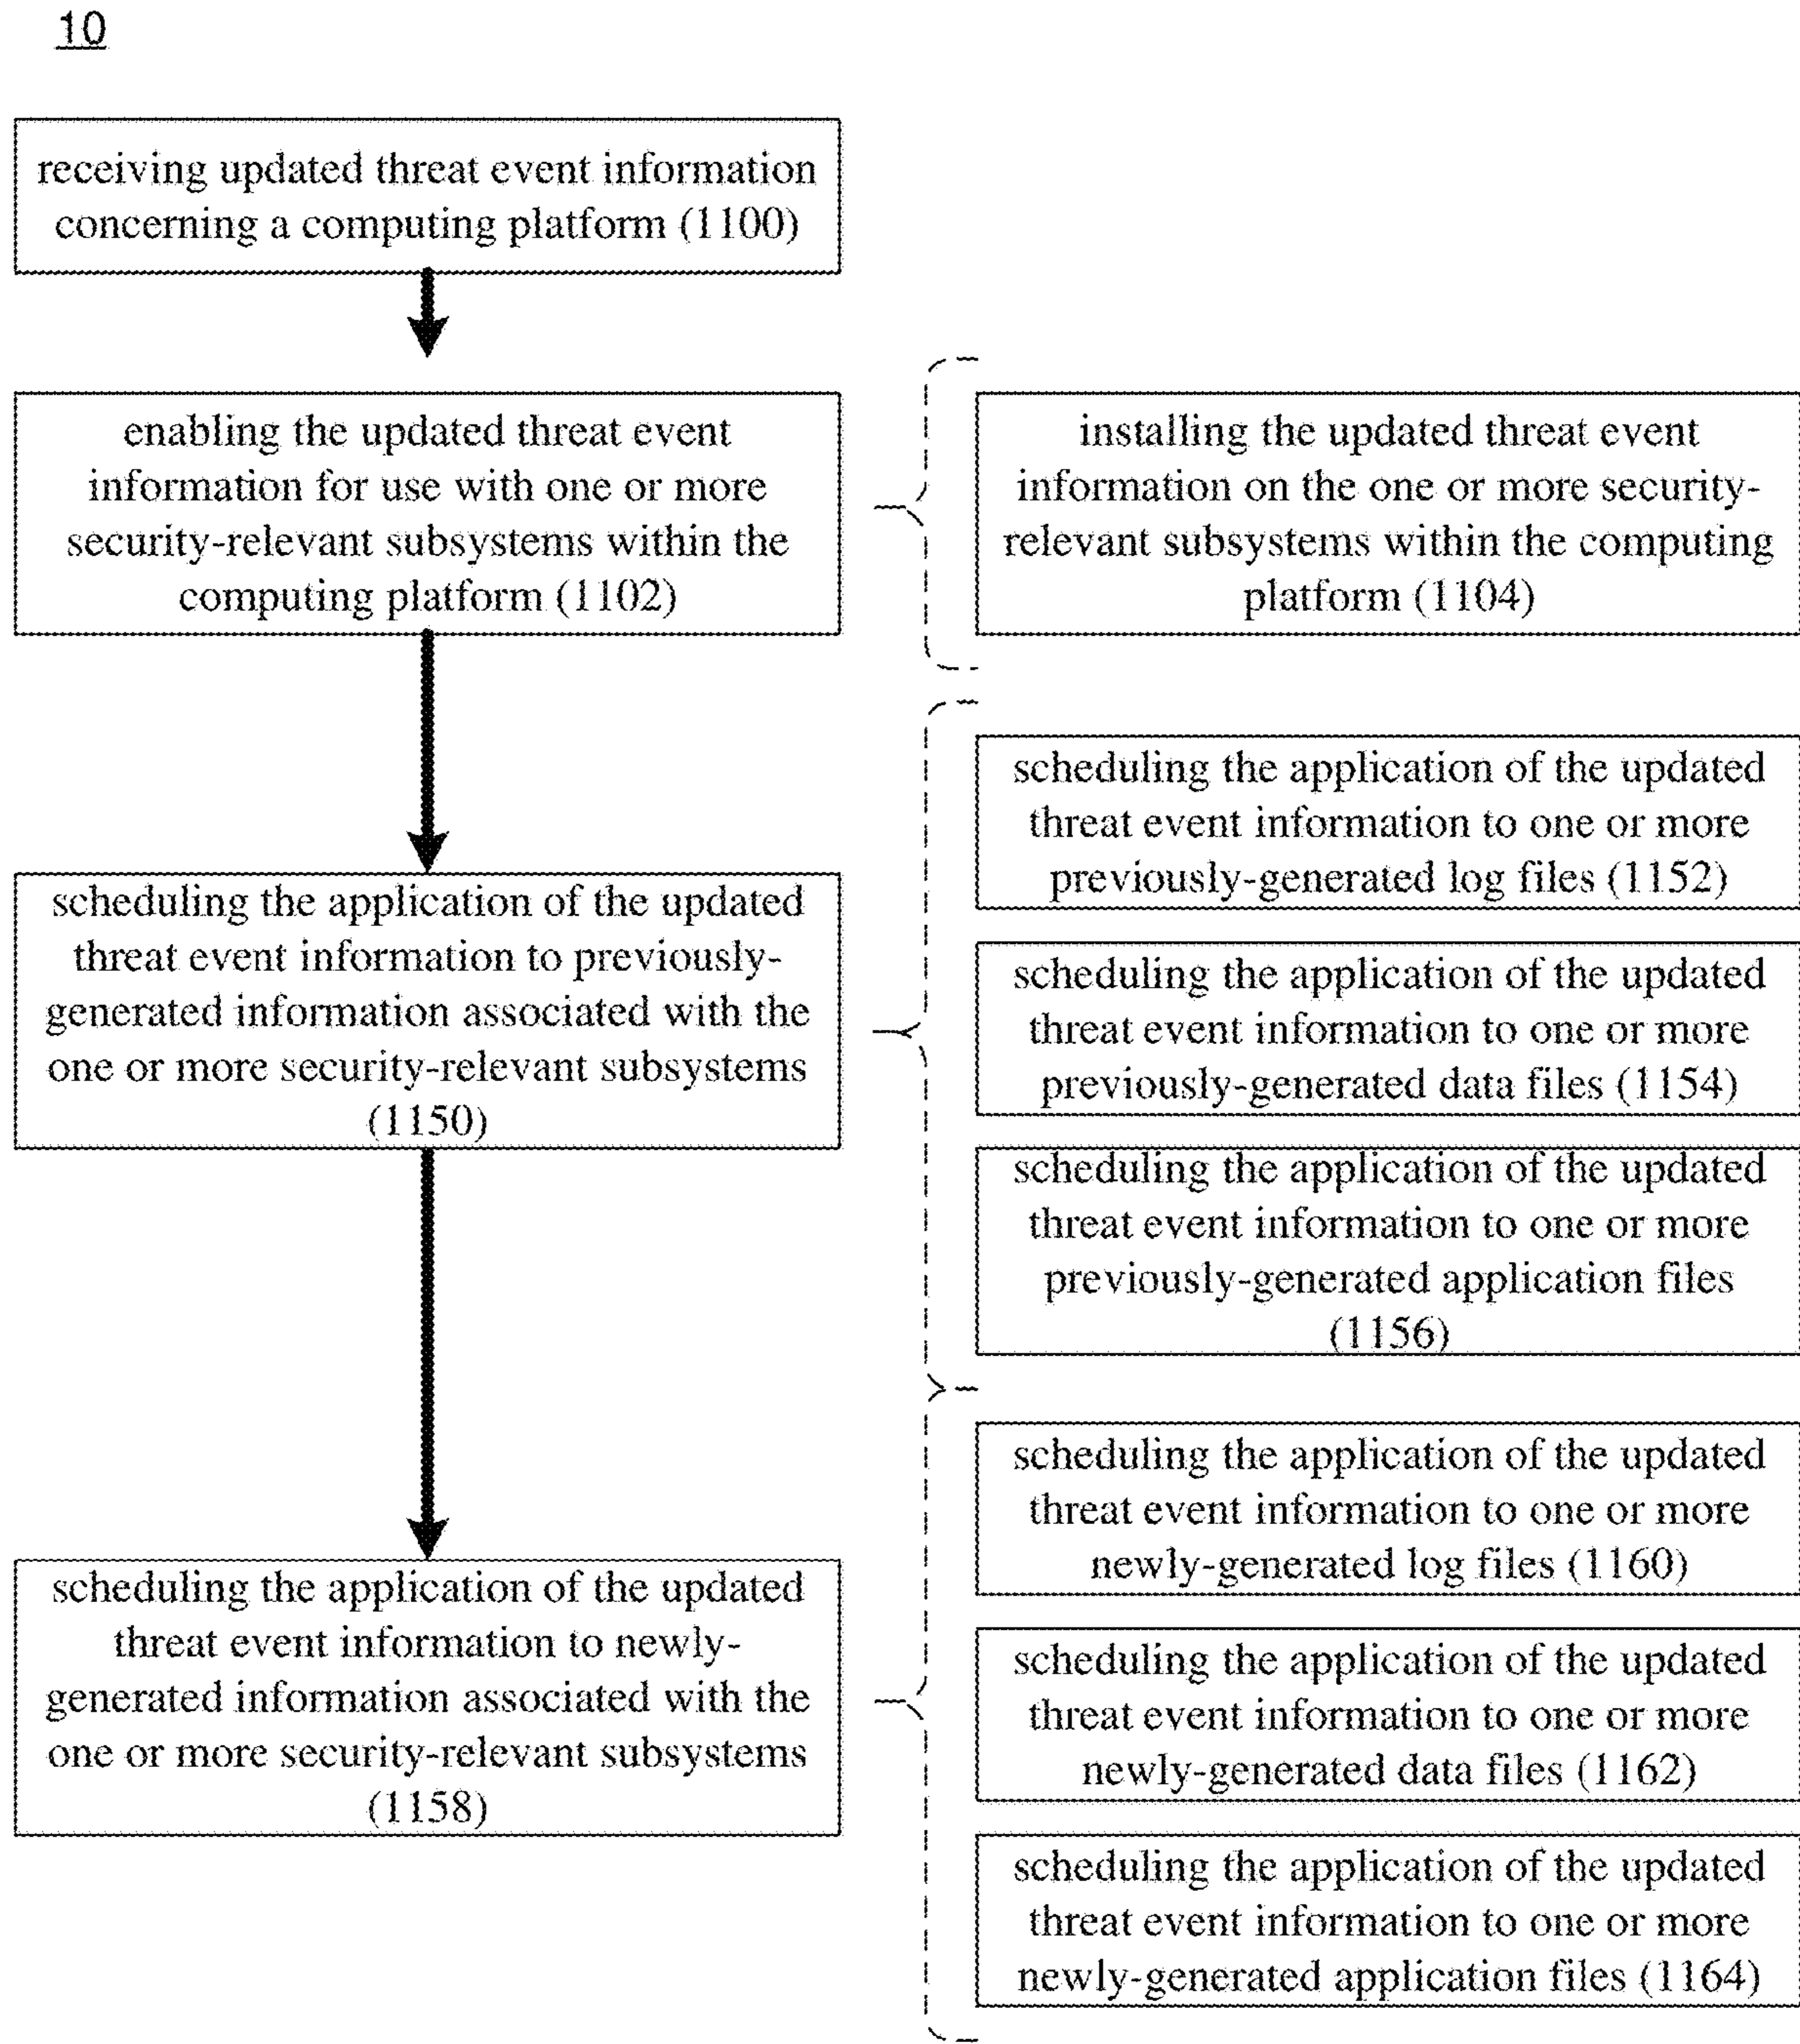 10
receiving updated threat event information
concerning a computing platform (1100)
enabling the updated threat event
information for use with one or more
security-relevant subsystems within the
computing platform (1102)
installing the updated threat event
information on the one or more security-
relevant subsystems within the computing
platform (1104)
scheduling the application of the updated
threat event information to previously-
generated information associated with the
one or more security-relevant subsystems
(1150)
scheduling the application of the updated
threat event information to one or more
previously-generated log files (1152)
scheduling the application of the updated
threat event information to one or more
previously-generated data files (1154)
scheduling the application of the updated
threat event information to one or more
previously-generated application files
(1156)
scheduling the application of the updated
threat event information to newly-
generated information associated with the
one or more security-relevant subsystems
(1158)
scheduling the application of the updated
threat event information to one or more
newly-generated log files (1160)
scheduling the application of the updated
threat event information to one or more
newly-generated data files (1162)
scheduling the application of the updated
threat event information to one or more
newly-generated application files (1164)